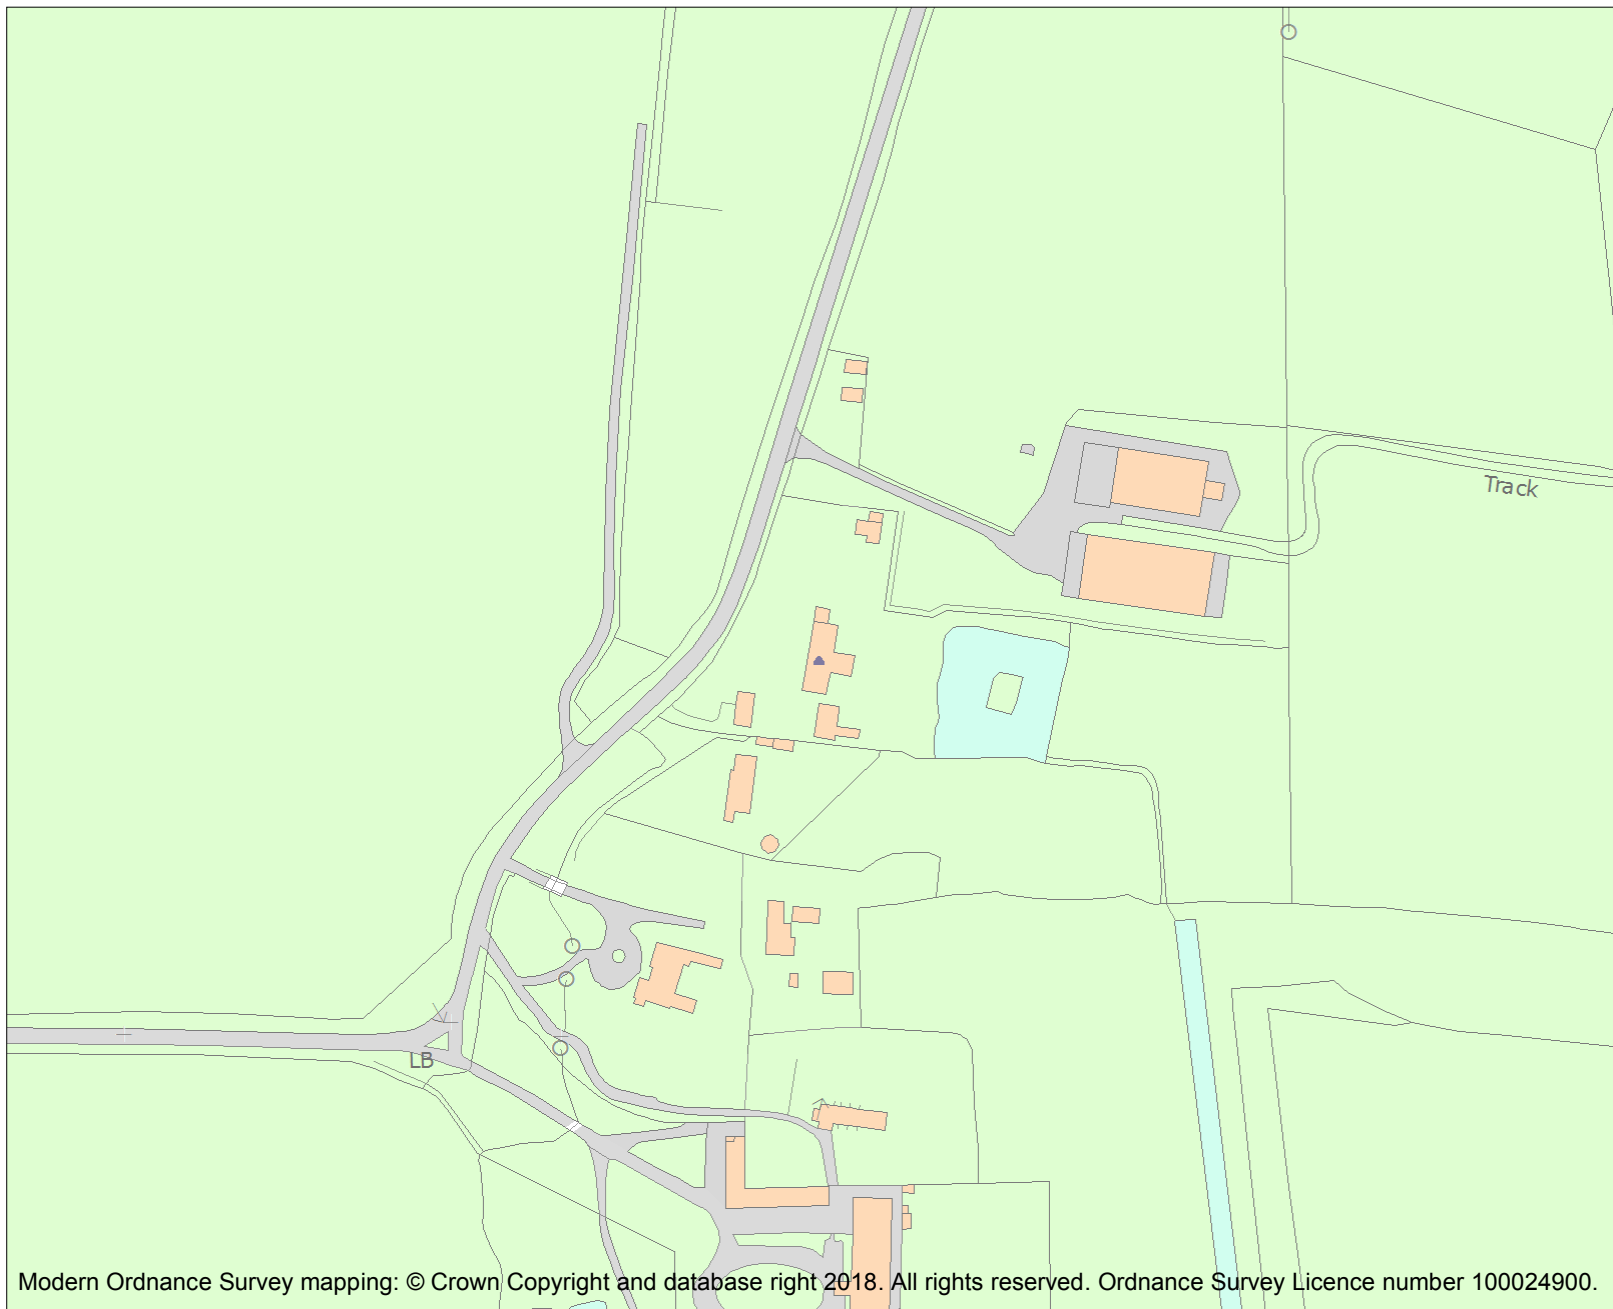 Track
LB
Modern Ordnance Survey mapping: © Crown Copyright and database right 2018. All rights reserved. Ordnance Survey Licence number 100024900.